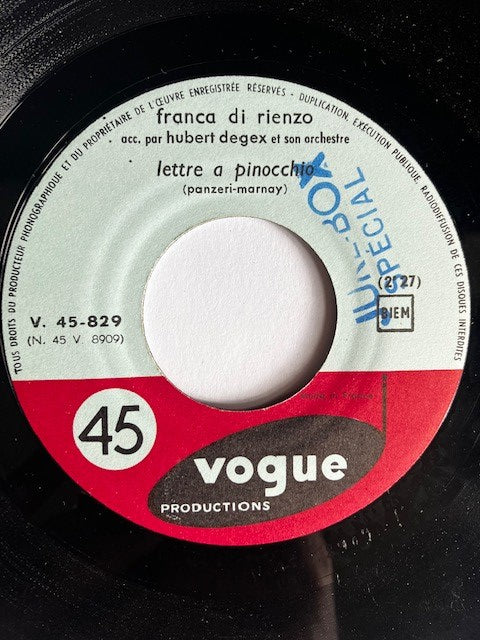 TOUS DROITS DU PRODUCTEUR PHONOGRAPHIQUE ET DU PROPRIÉTAIRE DE L'ŒUVRE ENREGISTRÉE RÉSERVÉS - DUPLICATION, EXÉCUTION PUBLIQUE, RADIODIFFUSION DE CES DISQUES INTERDITES
franca di rienzo
acc. par hubert degex et son orchestre
lettre a pinocchio
(panzeri-marnay)
JUKE-BOX
SPECIAL
(2'27)
BIEM
V. 45-829
(N. 45 V. 8909)
45
vogue
PRODUCTIONS